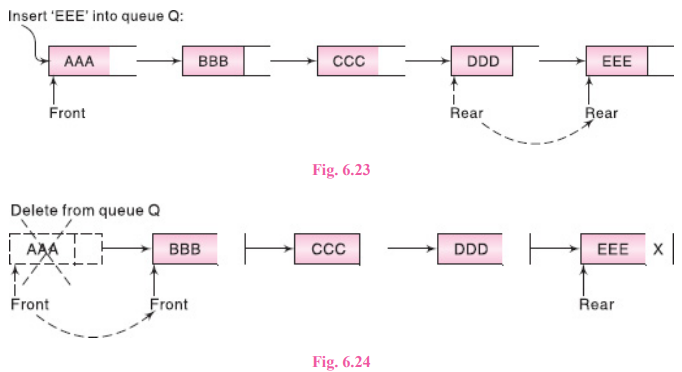 Insert ‘EEE’ into queue Q:
AAA BBB CCC DDD EEE
Front Rear Rear
Fig. 6.23
Delete from queue Q
AAA BBB CCC DDD EEE X
Front Front Rear
Fig. 6.24